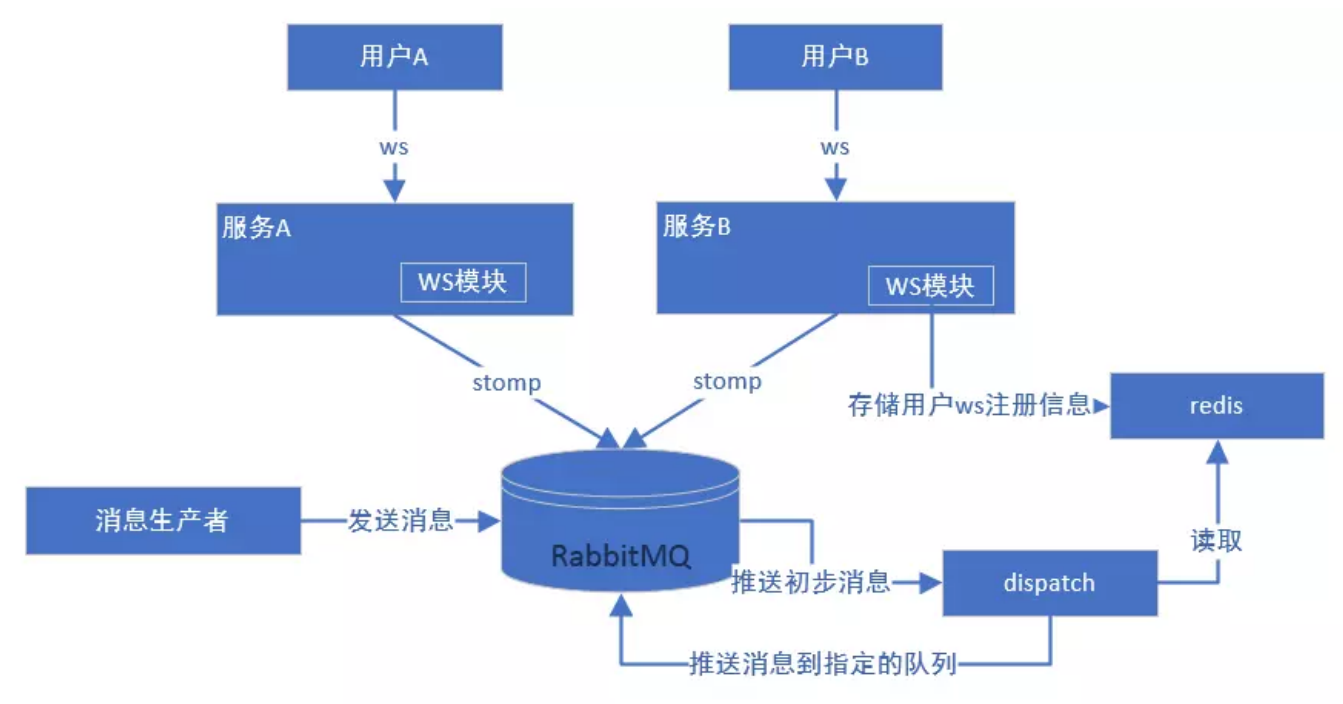 用户A
用户B
ws
ws
服务A
服务B
WS模块
WS模块
stomp
stomp
存储用户ws注册信息
redis
消息生产者
发送消息
RabbitMQ
推送初步消息
dispatch
读取
推送消息到指定的队列